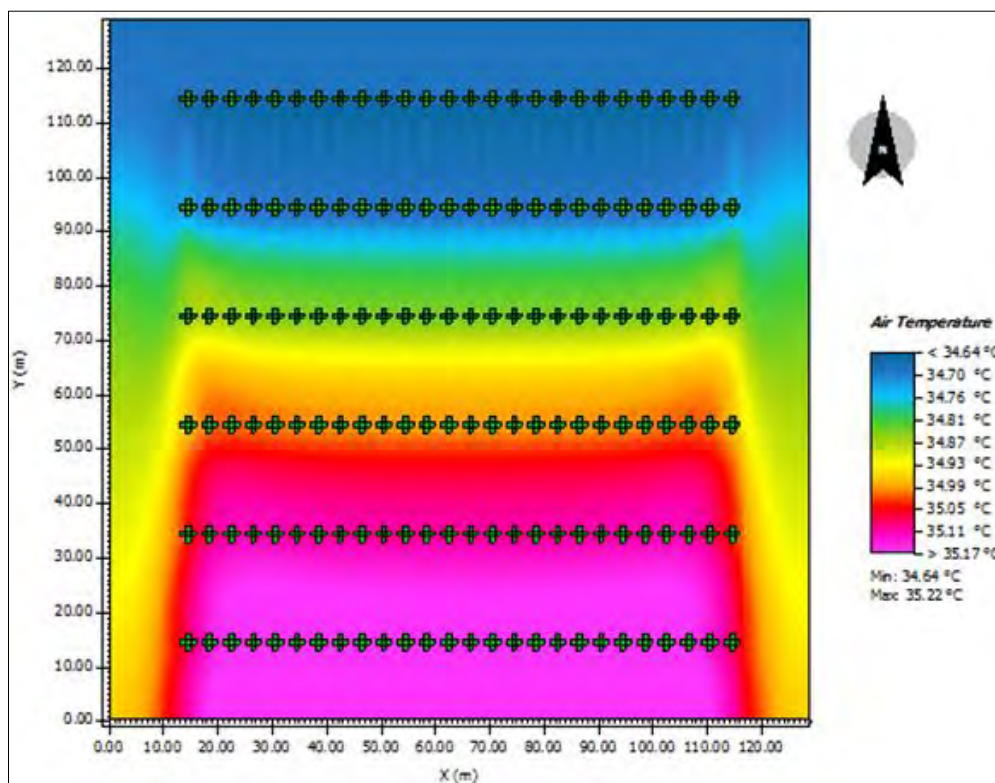 120.00
110.00
100.00
90.00
80.00
70.00
60.00
50.00
40.00
30.00
20.00
10.00
0.00
Y (m)
0.00 10.00 20.00 30.00 40.00 50.00 60.00 70.00 80.00 90.00 100.00 110.00 120.00
X (m)
N
Air Temperature
< 34.64 °C
34.70 °C
34.76 °C
34.81 °C
34.87 °C
34.93 °C
34.99 °C
35.05 °C
35.11 °C
> 35.17 °C
Min: 34.64 °C
Max: 35.22 °C